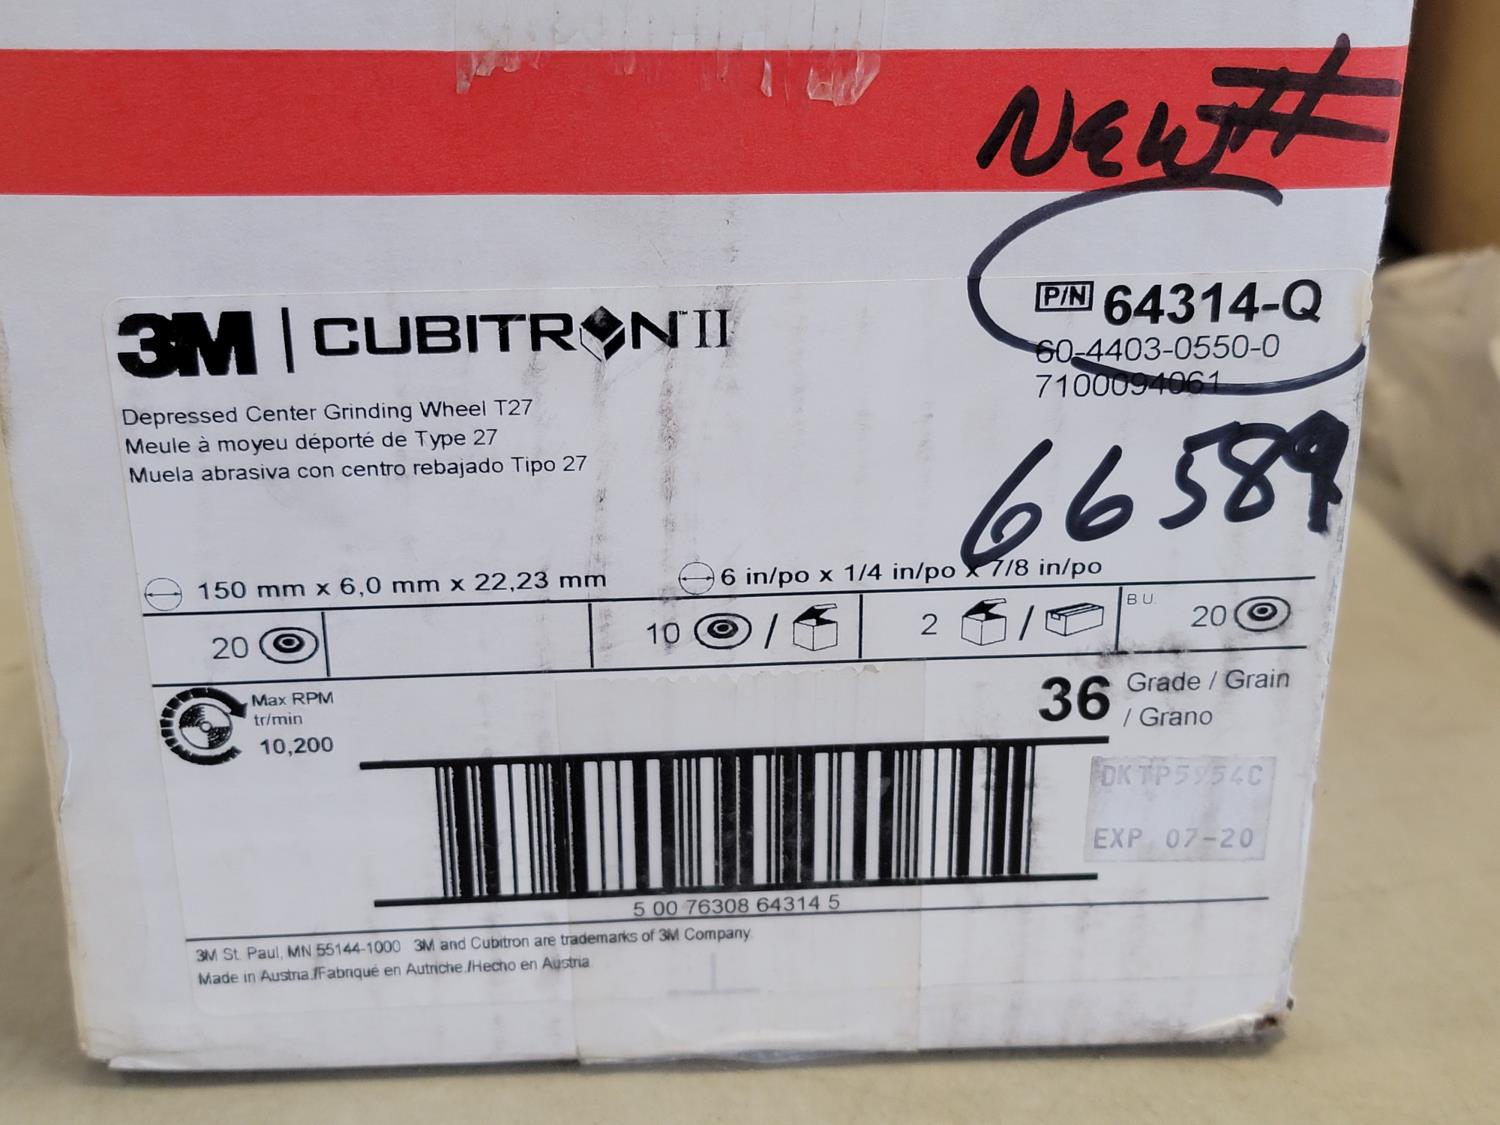 New #
P/N 64314-Q
60-4403-0550-0
7100094061
66589
3M | CUBITRON™ II
Depressed Center Grinding Wheel T27
Meule à moyeu déporté de Type 27
Muela abrasiva con centro rebajado Tipo 27
150 mm x 6,0 mm x 22,23 mm
6 in/po x 1/4 in/po x 7/8 in/po
20
10 /
2 /
B.U. 20
Max RPM
tr/min
10,200
36 Grade / Grain
/ Grano
EXP 07-20
5 00 76308 64314 5
3M St. Paul, MN 55144-1000 3M and Cubitron are trademarks of 3M Company.
Made in Austria./Fabriqué en Autriche./Hecho en Austria